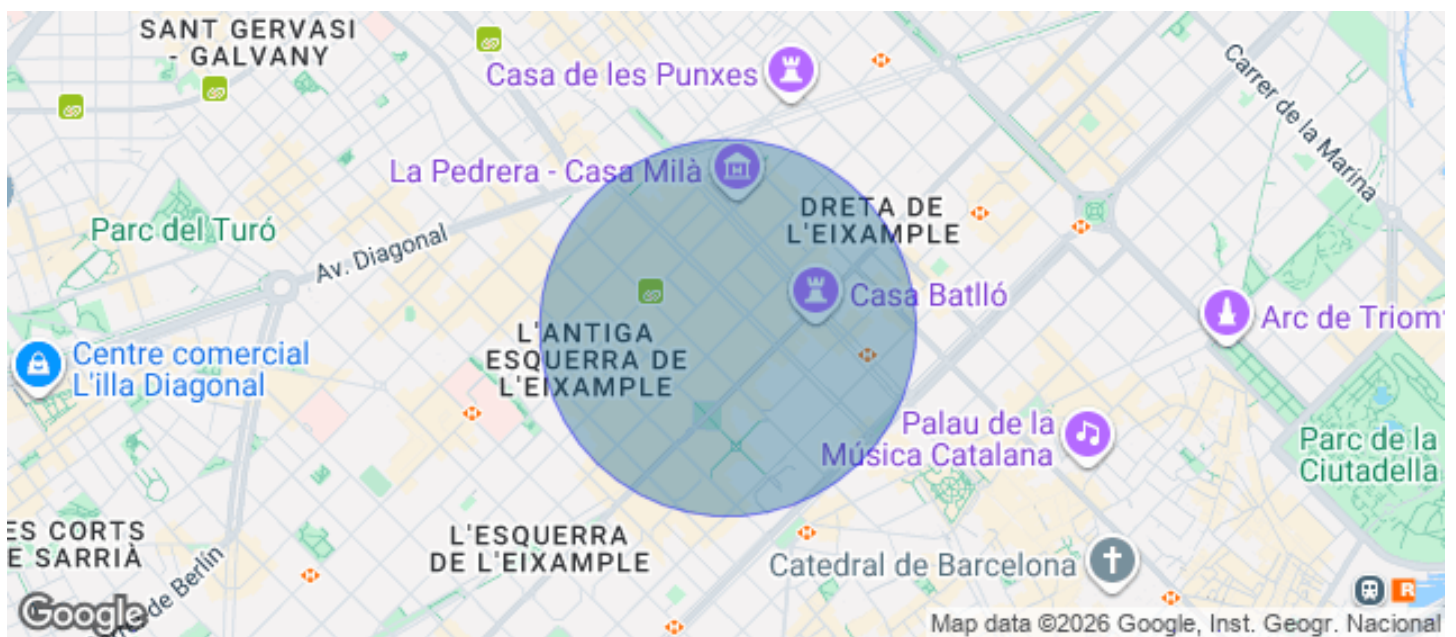 SANT GERVASI
- GALVANY
Casa de les Punxes
Carrer de la Marina
La Pedrera - Casa Milà
DRETA DE
L'EIXAMPLE
Parc del Turó
Av. Diagonal
Casa Batlló
Arc de Triom
L'ANTIGA
ESQUERRA DE
L'EIXAMPLE
Centre comercial
L'illa Diagonal
Palau de la
Música Catalana
Parc de la
Ciutadella
ES CORTS
E SARRIÀ
L'ESQUERRA
DE L'EIXAMPLE
Catedral de Barcelona
de Berlín
R
Google
Map data ©2026 Google, Inst. Geogr. Nacional